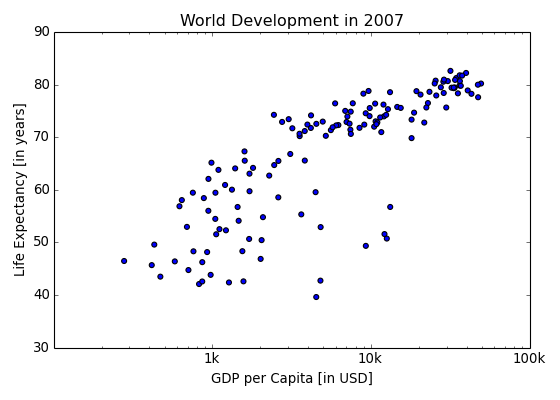 World Development in 2007
Life Expectancy [in years]
90
80
70
60
50
40
30
1k
10k
100k
GDP per Capita [in USD]